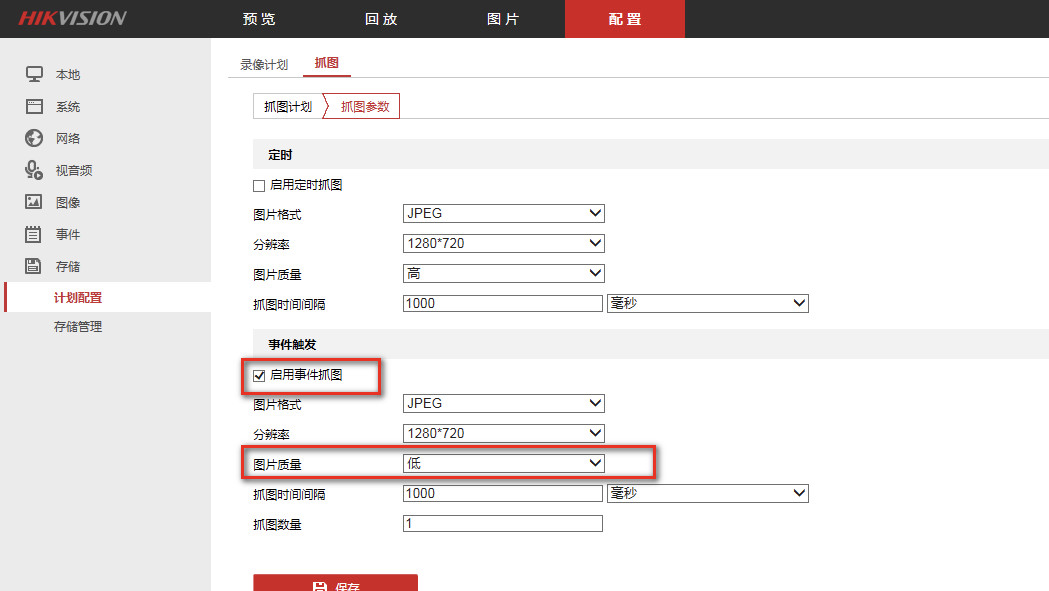 HIKVISION 预览 回放 图片 配置
本地
系统
网络
视音频
图像
事件
存储
计划配置
存储管理
录像计划 抓图
抓图计划 抓图参数
定时
启用定时抓图
图片格式 JPEG
分辨率 1280*720
图片质量 高
抓图时间间隔 1000 毫秒
事件触发
启用事件抓图
图片格式 JPEG
分辨率 1280*720
图片质量 低
抓图时间间隔 1000 毫秒
抓图数量 1
保存